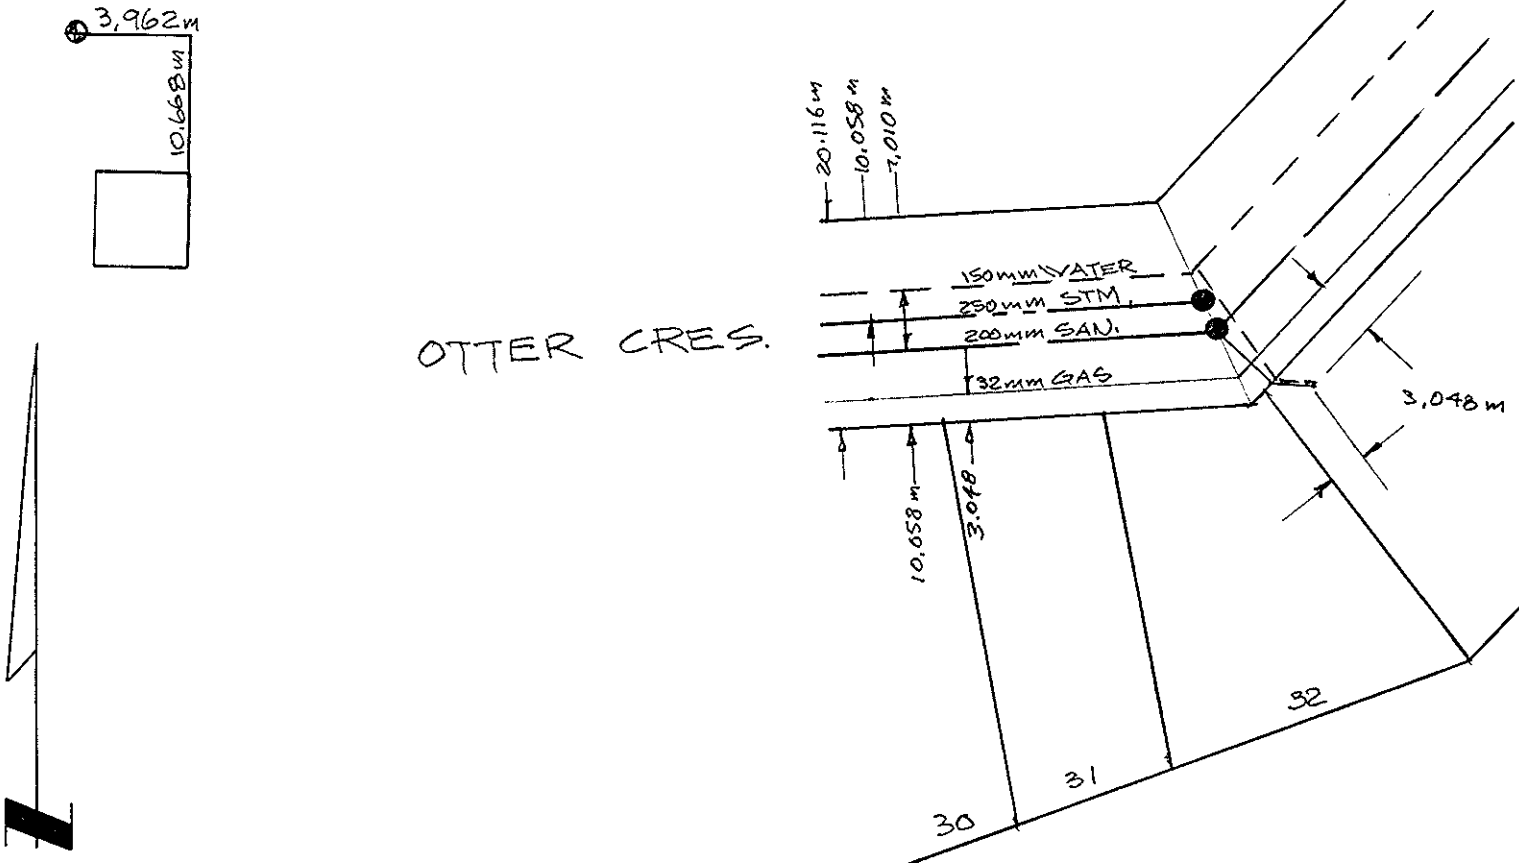 3,962m
10.668m
20.116m
10.058m
7,010m
150mm WATER
250mm STM.
200mm SAN.
32mm GAS
OTTER CRES.
3,048m
10.058m
3.048
32
31
30
N